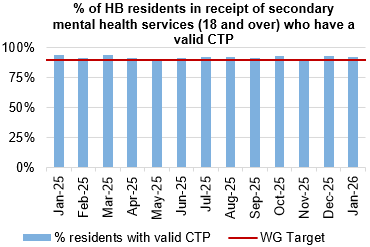 % of HB residents in receipt of secondary
mental health services (18 and over) who have a
valid CTP
100%
75%
50%
25%
0%
Jan-25
Feb-25
Mar-25
Apr-25
May-25
Jun-25
Jul-25
Aug-25
Sep-25
Oct-25
Nov-25
Dec-25
Jan-26
% residents with valid CTP
WG Target